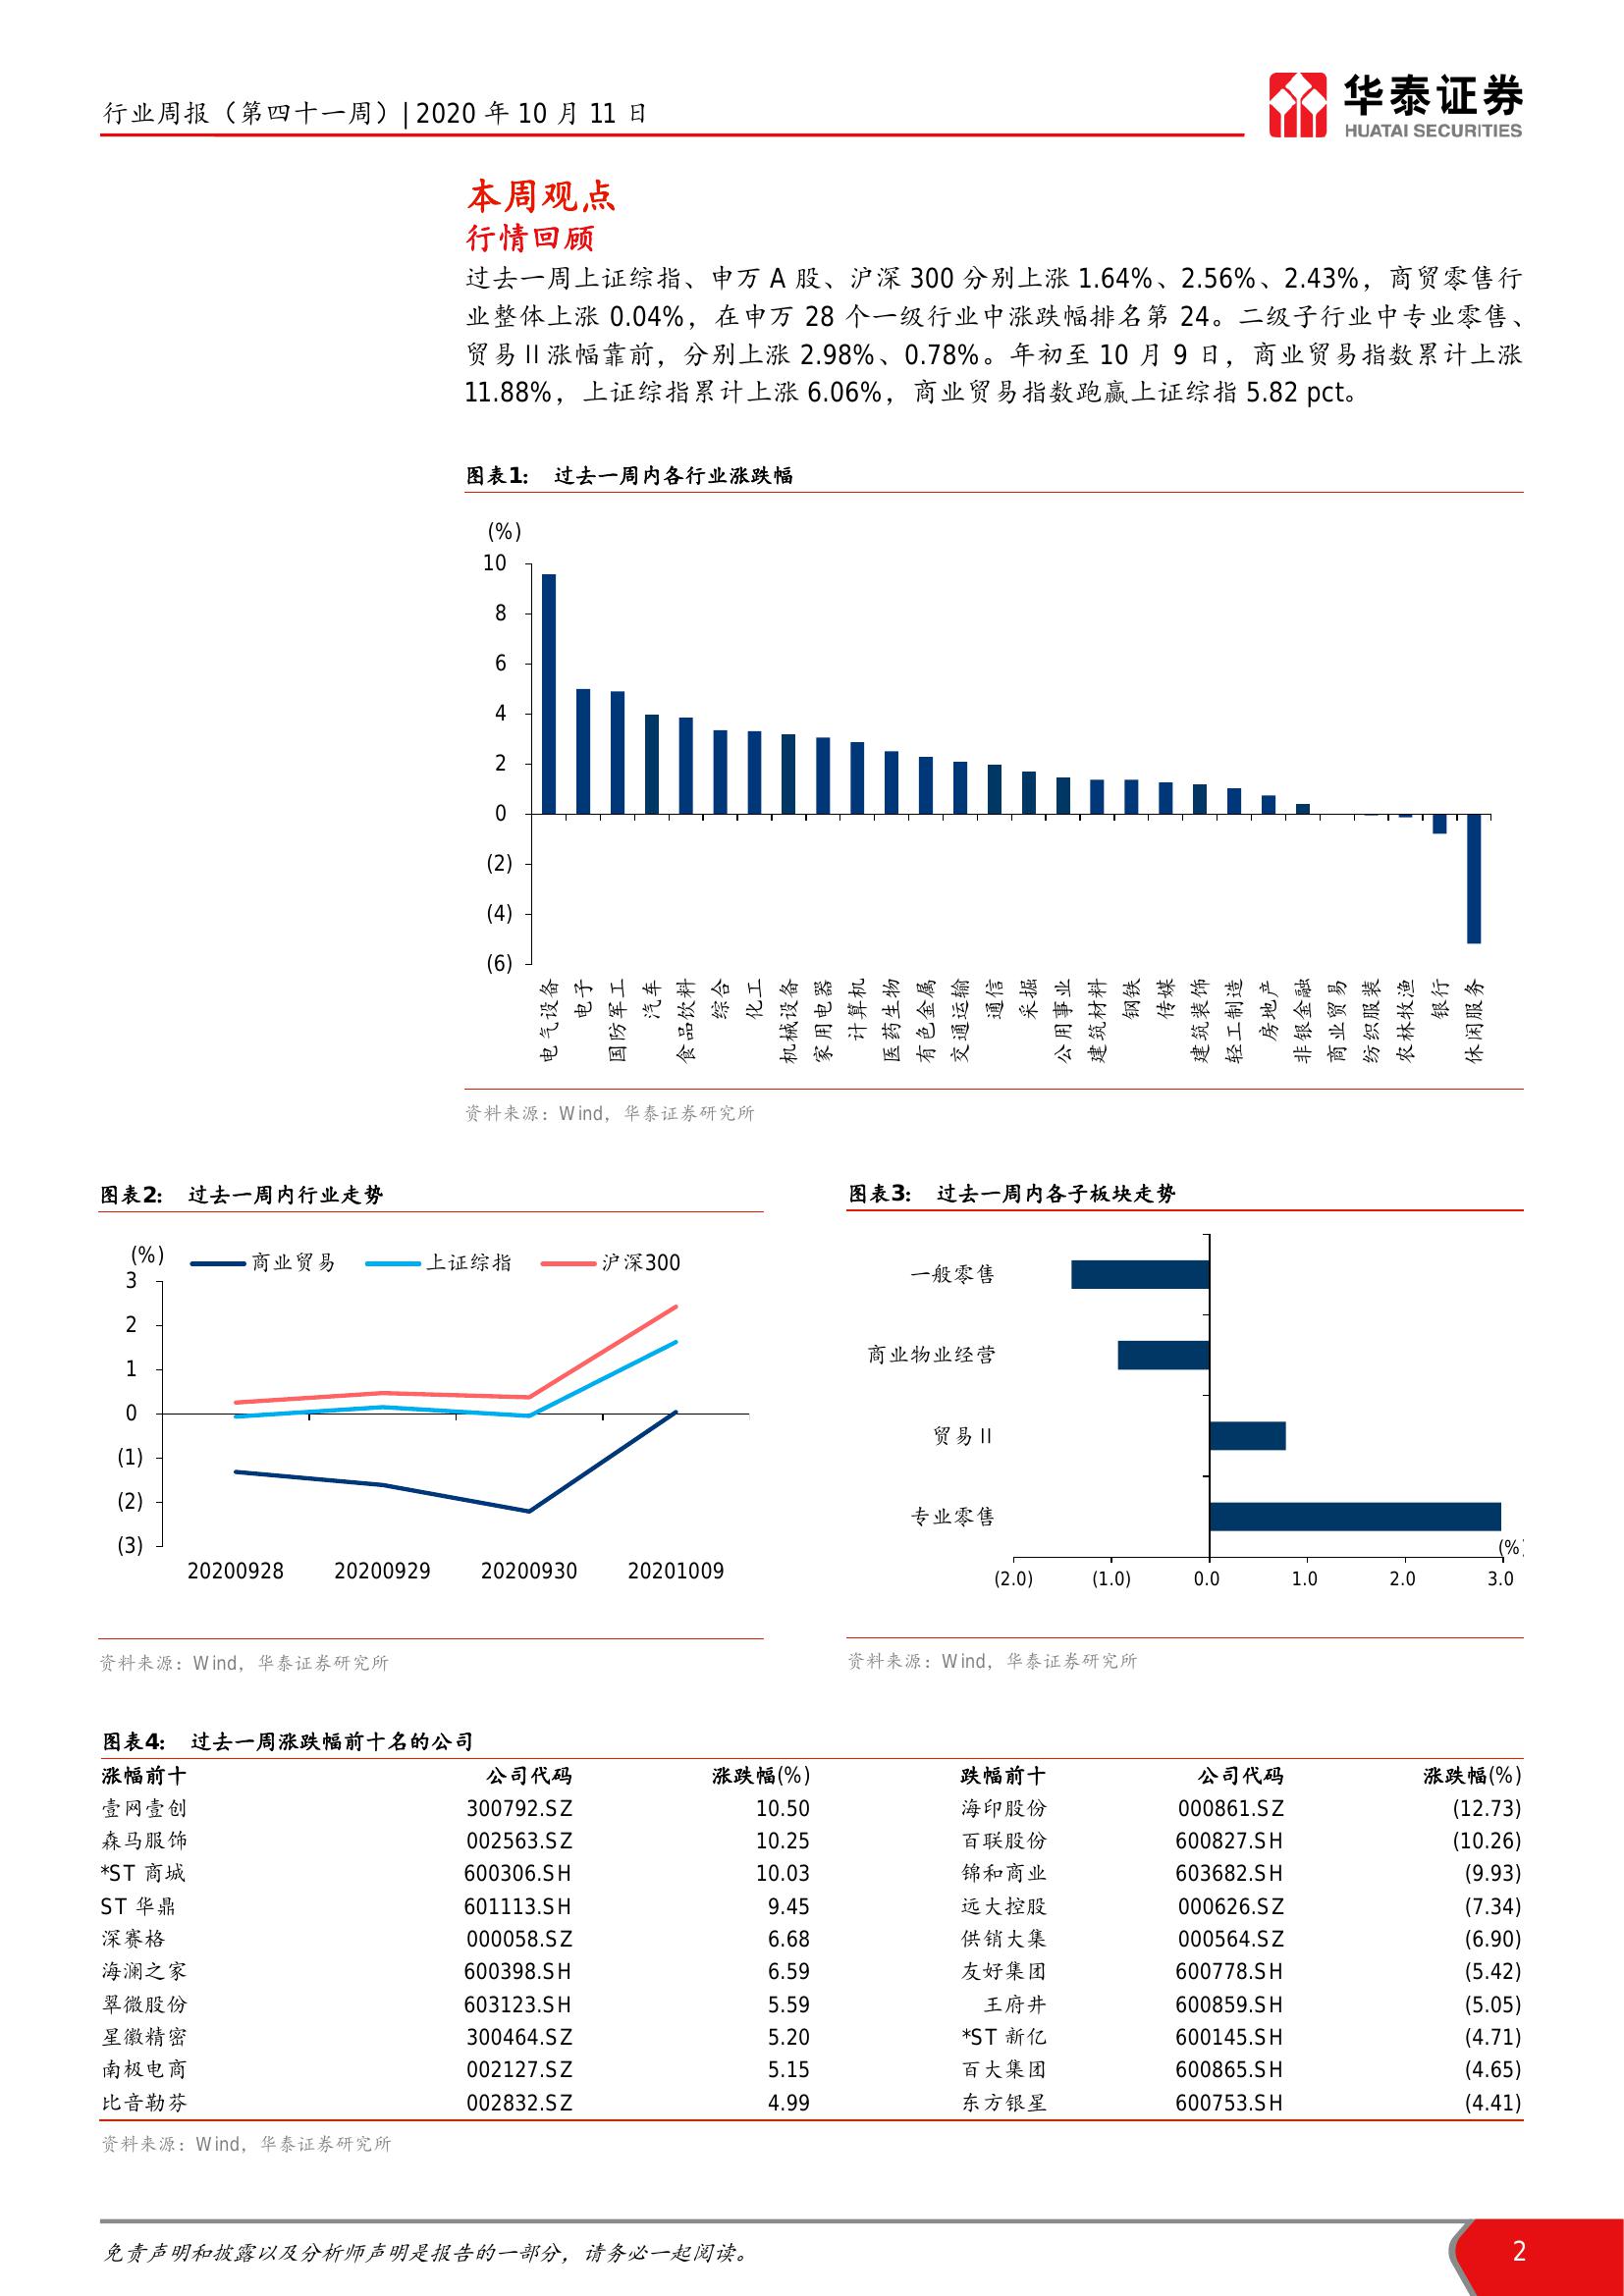 行业周报（第四十一周）|2020 年 10 月 11 日
华泰证券
HUATAI SECURITIES
本周观点
行情回顾
过去一周上证综指、申万 A 股、沪深 300 分别上涨 1.64%、2.56%、2.43%，商贸零售行
业整体上涨 0.04%，在申万 28 个一级行业中涨跌幅排名第 24。二级子行业中专业零售、
贸易 II 涨幅靠前，分别上涨 2.98%、0.78%。年初至 10 月 9 日，商业贸易指数累计上涨
11.88%，上证综指累计上涨 6.06%，商业贸易指数跑赢上证综指 5.82 pct。
图表1： 过去一周内各行业涨跌幅
(%)
10
8
6
4
2
0
(2)
(4)
(6)
电气设备
电子
国防军工
汽车
食品饮料
综合
化工
机械设备
家用电器
计算机
医药生物
有色金属
交通运输
通信
采掘
公用事业
建筑材料
钢铁
传媒
建筑装饰
轻工制造
房地产
非银金融
商业贸易
纺织服装
农林牧渔
银行
休闲服务
资料来源：Wind，华泰证券研究所
图表2： 过去一周内行业走势
(%)
商业贸易 上证综指 沪深300
3
2
1
0
(1)
(2)
(3)
20200928 20200929 20200930 20201009
资料来源：Wind，华泰证券研究所
图表3： 过去一周内各子板块走势
一般零售
商业物业经营
贸易 II
专业零售
(%)
(2.0) (1.0) 0.0 1.0 2.0 3.0
资料来源：Wind，华泰证券研究所
图表4： 过去一周涨跌幅前十名的公司
涨幅前十 公司代码 涨跌幅(%) 跌幅前十 公司代码 涨跌幅(%)
壹网壹创 300792.SZ 10.50 海印股份 000861.SZ (12.73)
森马服饰 002563.SZ 10.25 百联股份 600827.SH (10.26)
*ST 商城 600306.SH 10.03 锦和商业 603682.SH (9.93)
ST 华鼎 601113.SH 9.45 远大控股 000626.SZ (7.34)
深赛格 000058.SZ 6.68 供销大集 000564.SZ (6.90)
海澜之家 600398.SH 6.59 友好集团 600778.SH (5.42)
翠微股份 603123.SH 5.59 王府井 600859.SH (5.05)
星徽精密 300464.SZ 5.20 *ST 新亿 600145.SH (4.71)
南极电商 002127.SZ 5.15 百大集团 600865.SH (4.65)
比音勒芬 002832.SZ 4.99 东方银星 600753.SH (4.41)
资料来源：Wind，华泰证券研究所
免责声明和披露以及分析师声明是报告的一部分，请务必一起阅读。
2